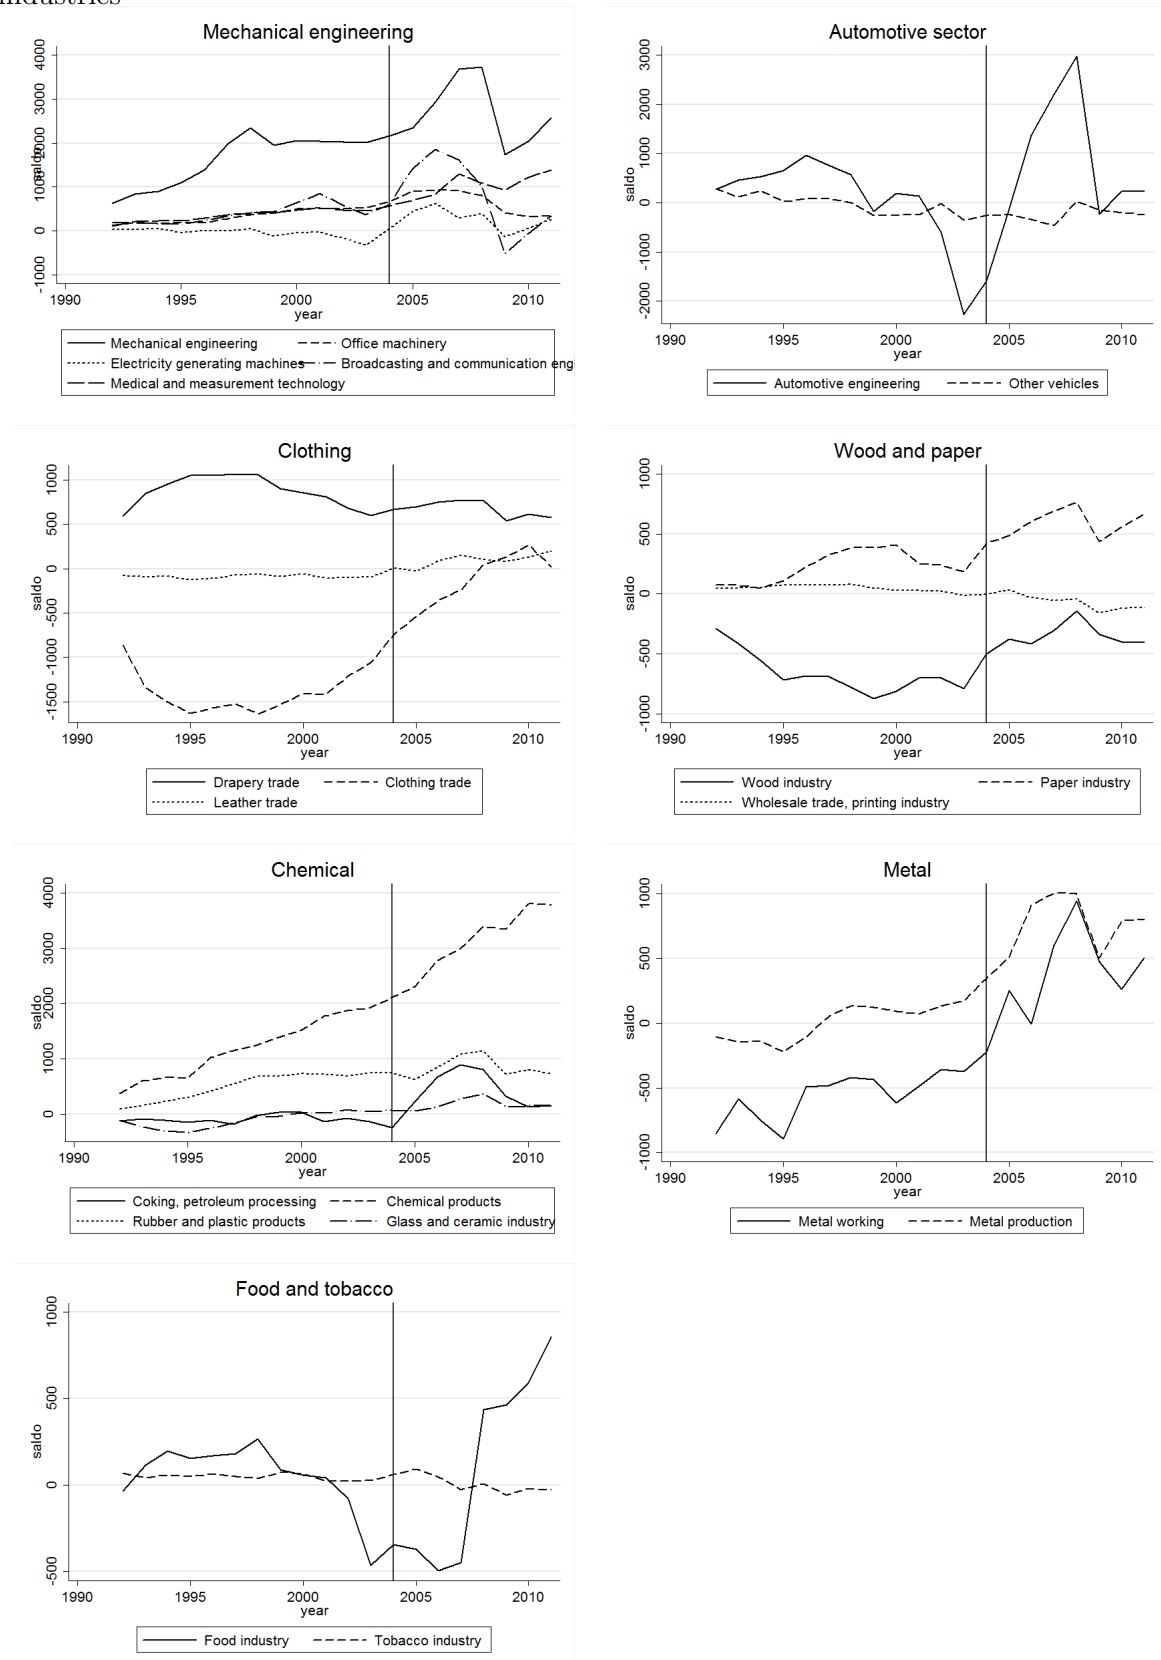 industries
Mechanical engineering
4000
3000
2000
1000
0
-1000
saldo
1990 1995 2000 2005 2010
year
Mechanical engineering Office machinery
Electricity generating machines Broadcasting and communication engi
Medical and measurement technology
Automotive sector
3000
2000
1000
0
-1000
-2000
saldo
1990 1995 2000 2005 2010
year
Automotive engineering Other vehicles
Clothing
1000
500
0
-500
-1000
-1500
saldo
1990 1995 2000 2005 2010
year
Drapery trade Clothing trade
Leather trade
Wood and paper
1000
500
0
-500
-1000
saldo
1990 1995 2000 2005 2010
year
Wood industry Paper industry
Wholesale trade, printing industry
Chemical
4000
3000
2000
1000
0
saldo
1990 1995 2000 2005 2010
year
Coking, petroleum processing Chemical products
Rubber and plastic products Glass and ceramic industry
Metal
1000
500
0
-500
-1000
saldo
1990 1995 2000 2005 2010
year
Metal working Metal production
Food and tobacco
1000
500
0
-500
saldo
1990 1995 2000 2005 2010
year
Food industry Tobacco industry